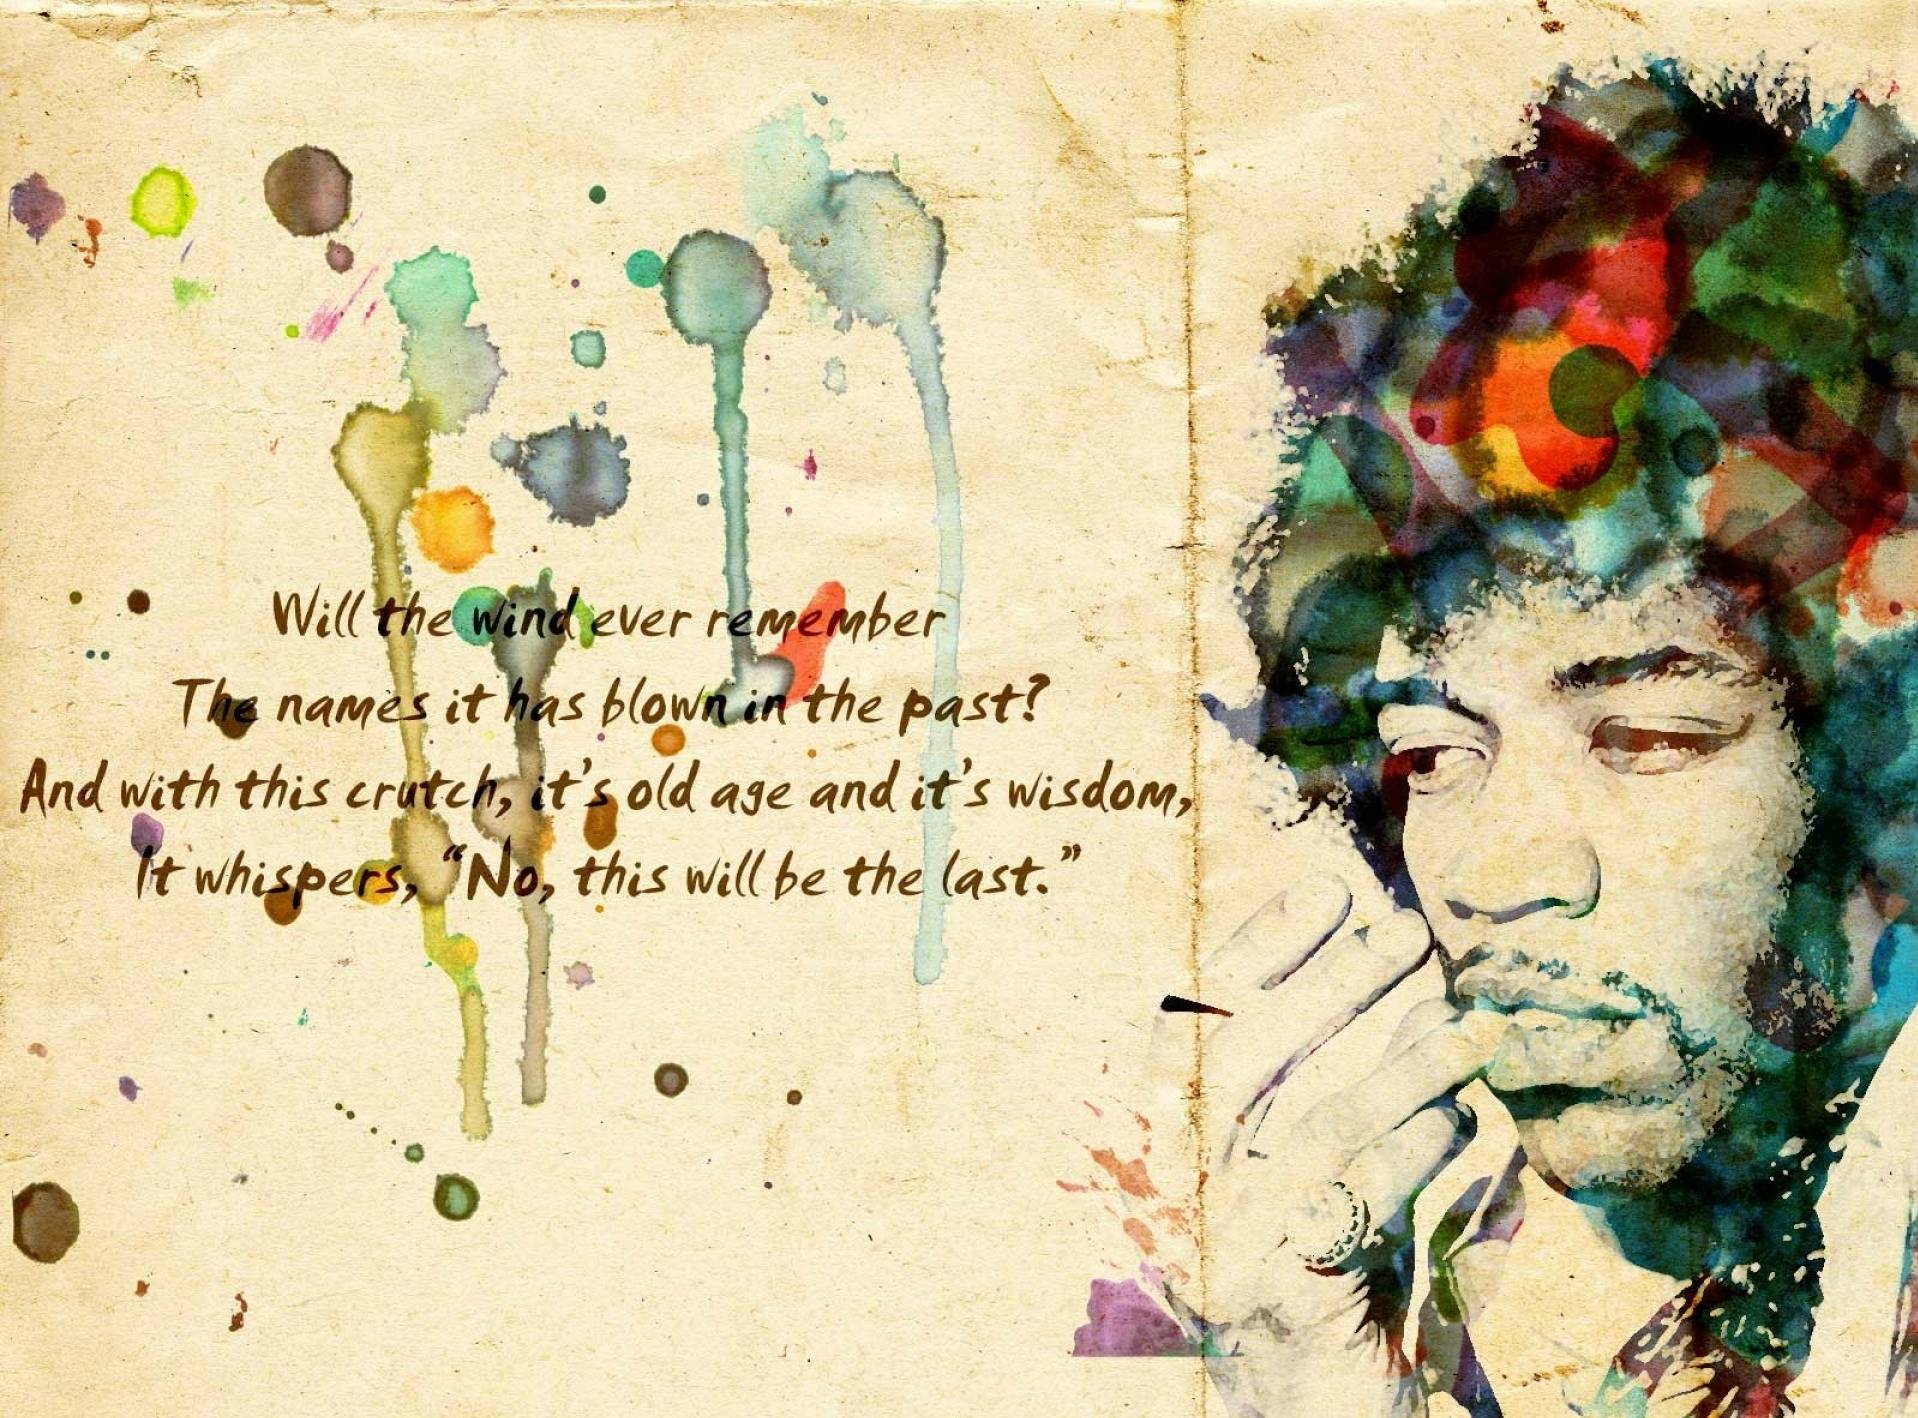 Will the wind ever remember
The names it has blown in the past?
And with this crutch, it's old age and it's wisdom,
It whispers, “No, this will be the last.”